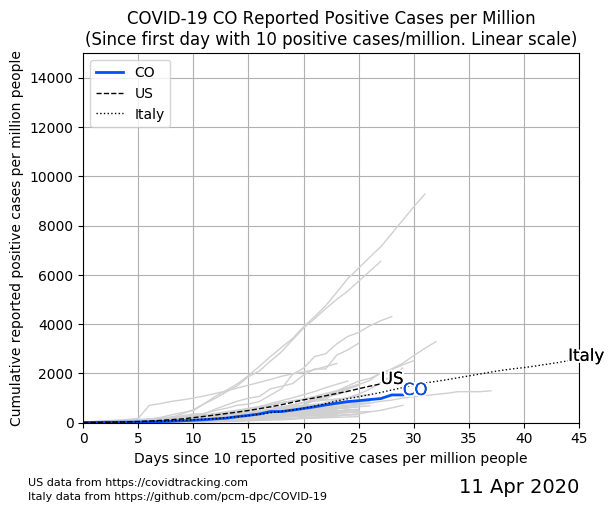 COVID-19 CO Reported Positive Cases per Million
(Since first day with 10 positive cases/million. Linear scale)
Cumulative reported positive cases per million people
14000
12000
10000
8000
6000
4000
2000
0
CO
US
Italy
US
CO
Italy
0 5 10 15 20 25 30 35 40 45
Days since 10 reported positive cases per million people
US data from https://covidtracking.com
Italy data from https://github.com/pcm-dpc/COVID-19
11 Apr 2020